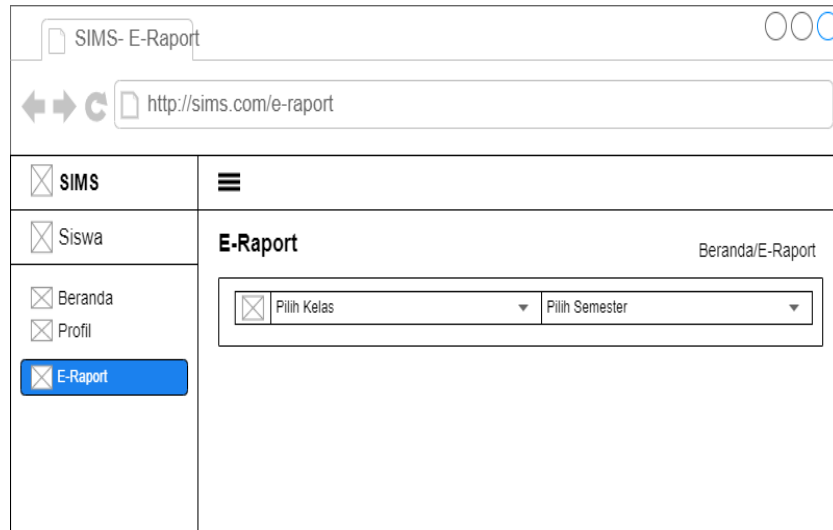 SIMS- E-Raport
http://sims.com/e-raport
SIMS
Siswa
E-Raport
Beranda/E-Raport
Beranda
Profil
E-Raport
Pilih Kelas
Pilih Semester